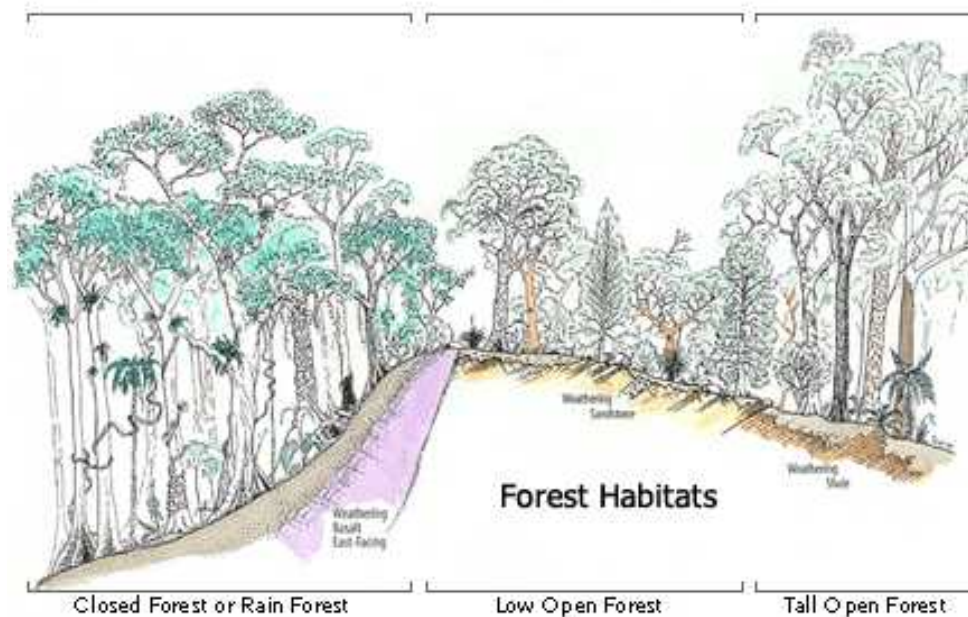 Weathering
Sandstone
Weathering
Shale
Forest Habitats
Weathering
Basalt
East-Facing
Closed Forest or Rain Forest
Low Open Forest
Tall Open Forest